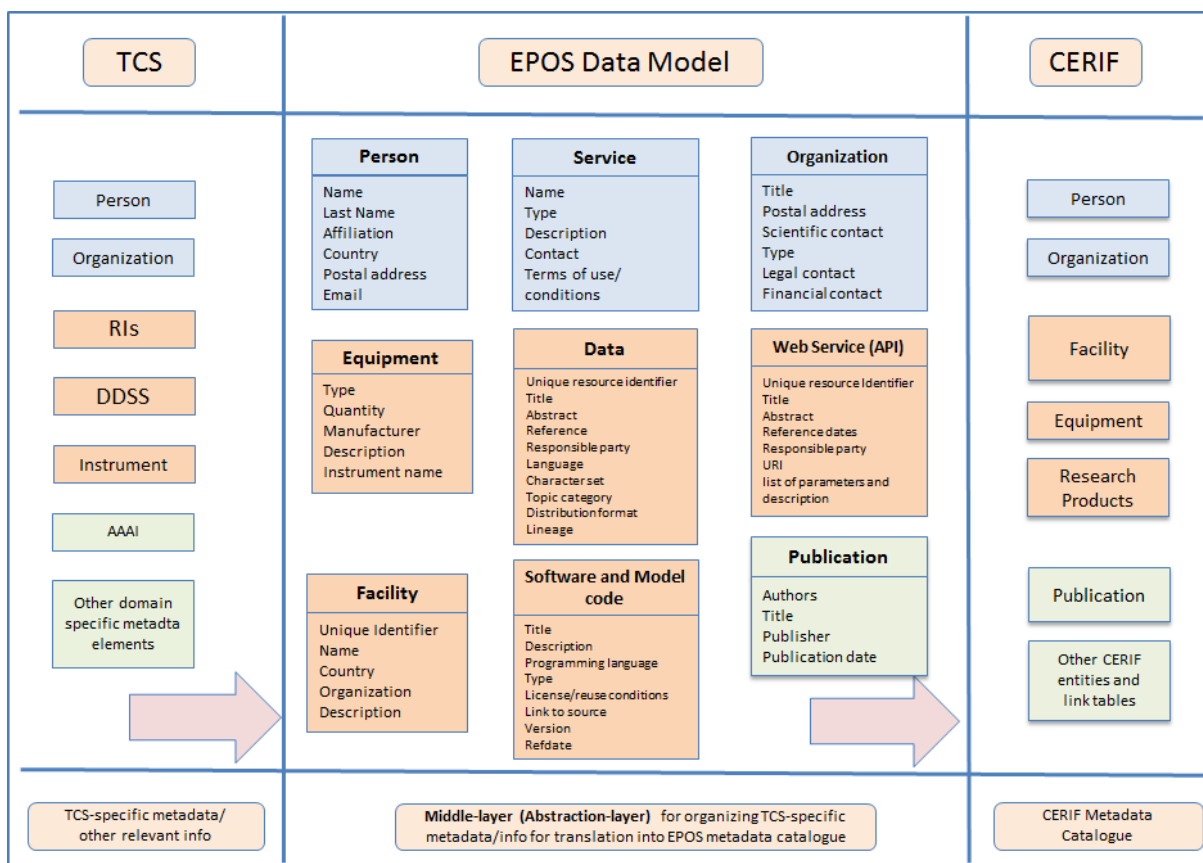 TCS
EPOS Data Model
CERIF
Person
Organization
RIs
DDSS
Instrument
AAAI
Other domain
specific metadta
elements
Person
Name
Last Name
Affiliation
Country
Postal address
Email
Service
Name
Type
Description
Contact
Terms of use/
conditions
Organization
Title
Postal address
Scientific contact
Type
Legal contact
Financial contact
Equipment
Type
Quantity
Manufacturer
Description
Instrument name
Data
Unique resource identifier
Title
Abstract
Reference
Responsible party
Language
Character set
Topic category
Distribution format
Lineage
Web Service (API)
Unique resource Identifier
Title
Abstract
Reference dates
Responsible party
URI
list of parameters and
description
Facility
Unique Identifier
Name
Country
Organization
Description
Software and Model
code
Title
Description
Programming language
Type
License/reuse conditions
Link to source
Version
Refdate
Publication
Authors
Title
Publisher
Publication date
Person
Organization
Facility
Equipment
Research
Products
Publication
Other CERIF
entities and
link tables
TCS-specific metadata/
other relevant info
Middle-layer (Abstraction-layer) for organizing TCS-specific
metadata/info for translation into EPOS metadata catalogue
CERIF Metadata
Catalogue